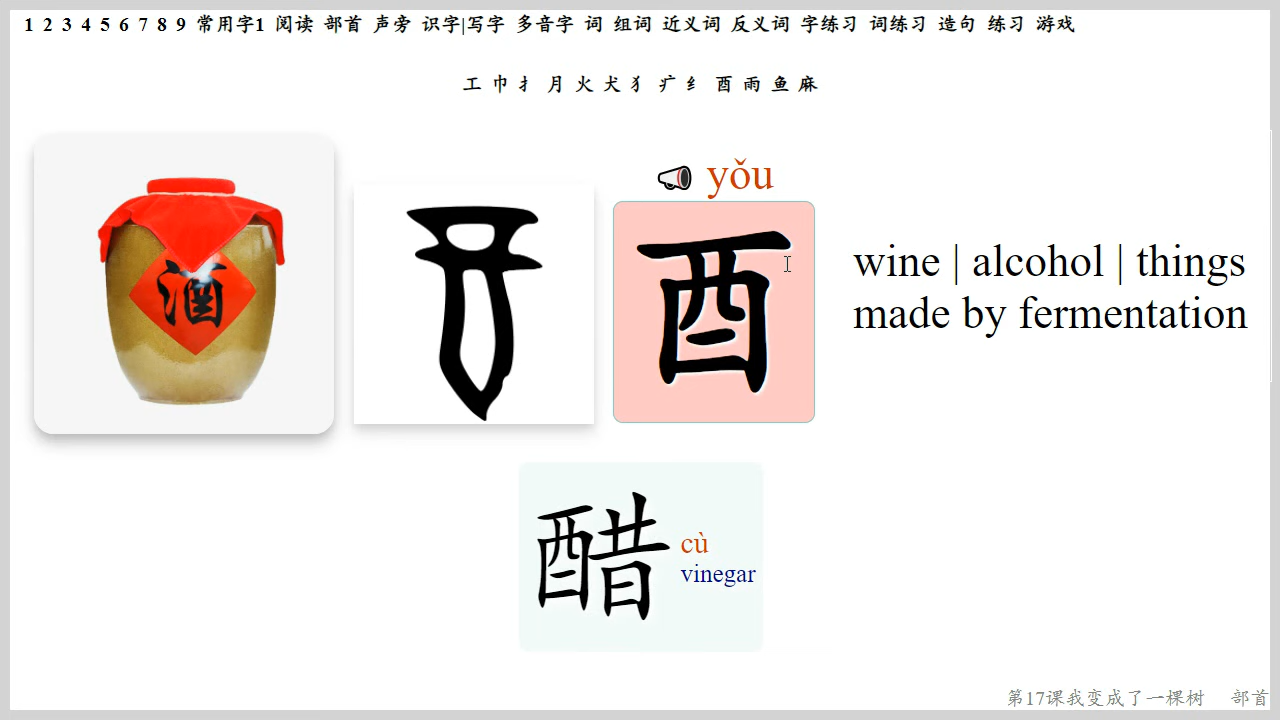 1 2 3 4 5 6 7 8 9 常用字1 阅读 部首 声旁 识字|写字 多音字 词 组词 近义词 反义词 字练习 词练习 造句 练习 游戏
工 巾 扌 月 火 犬 犭 疒 纟 酉 雨 鱼 麻
酒
yǒu
酉
wine | alcohol | things
made by fermentation
醋
cù
vinegar
第17课我变成了一棵树 部首